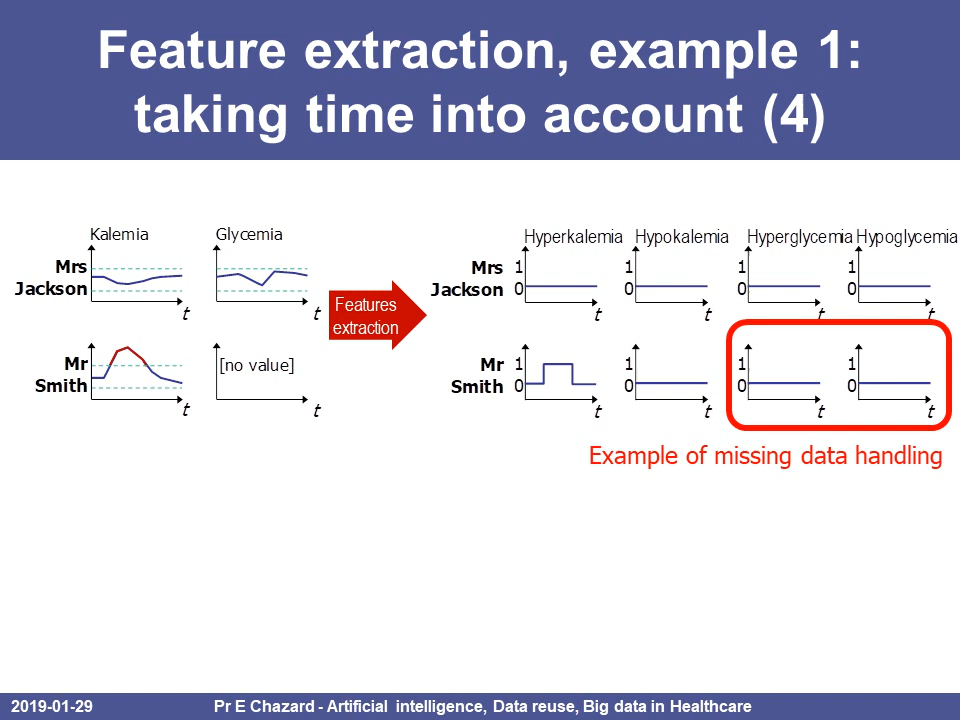 Feature extraction, example 1:
taking time into account (4)
Kalemia
Glycemia
Mrs
Jackson
t
t
Mr
Smith
[no value]
t
t
Features
extraction
Hyperkalemia
Hypokalemia
Hyperglycemia
Hypoglycemia
Mrs
Jackson
1
0
t
1
0
t
1
0
t
1
0
t
Mr
Smith
1
0
t
1
0
t
1
0
t
1
0
t
Example of missing data handling
2019-01-29
Pr E Chazard - Artificial intelligence, Data reuse, Big data in Healthcare